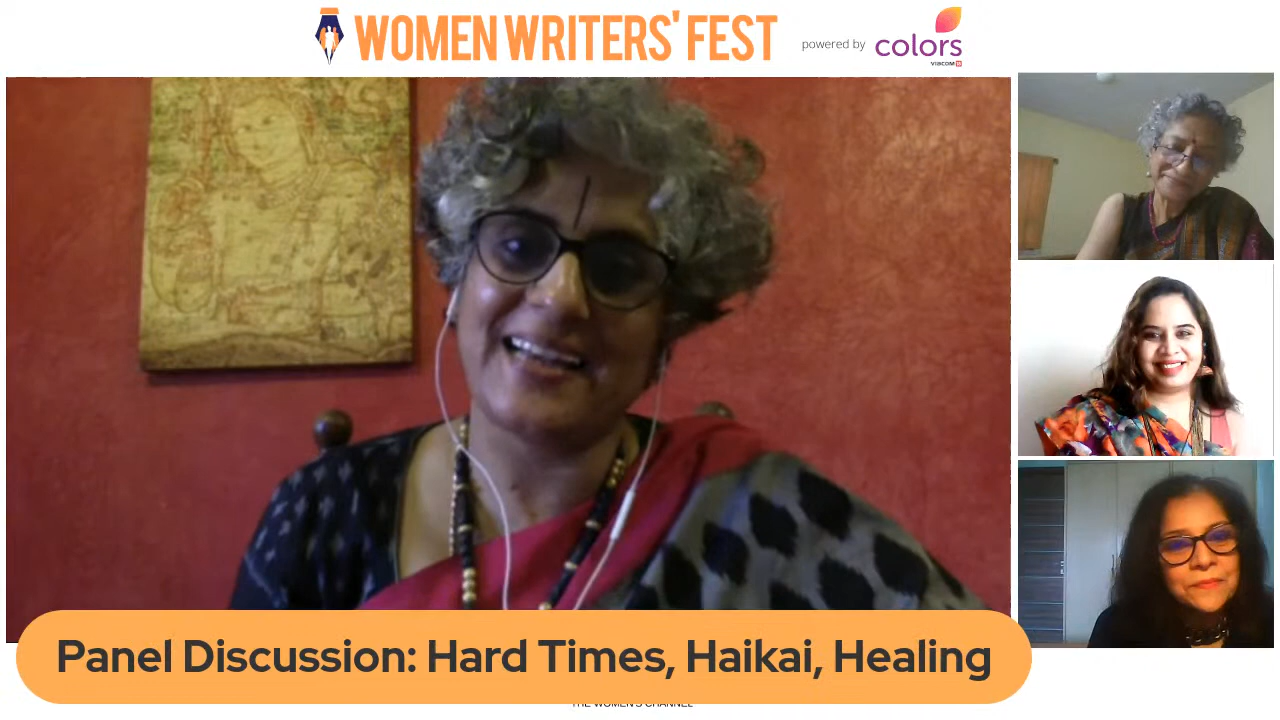 WOMEN WRITERS' FEST
powered by
colors
VIACOM18
Panel Discussion: Hard Times, Haikai, Healing
THE WOMEN'S CHANNEL